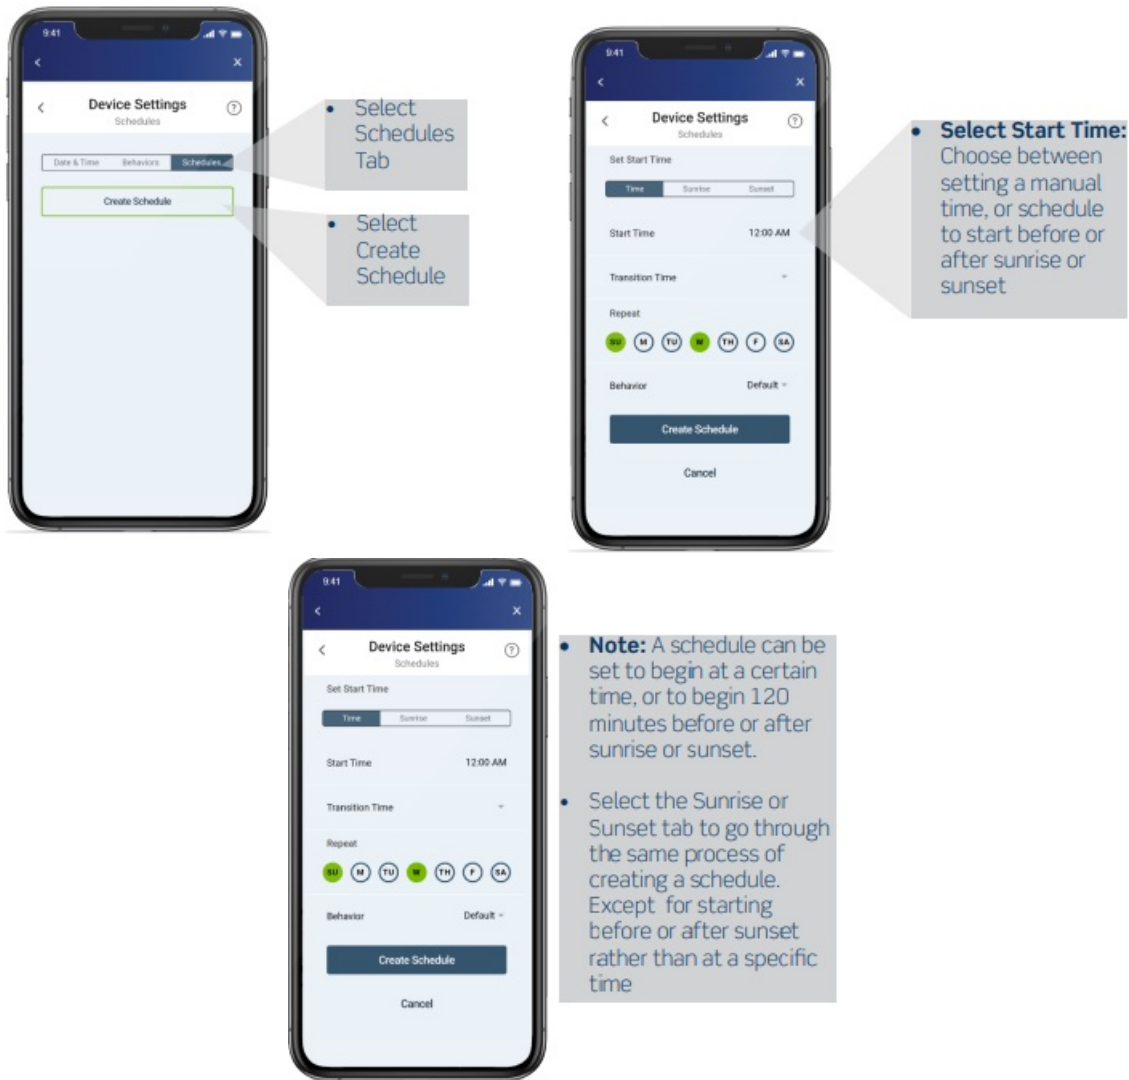 9:41
Device Settings
Schedules
Date & Time Behaviors Schedules
Create Schedule
• Select
Schedules
Tab
• Select
Create
Schedule
9:41
Device Settings
Schedules
Set Start Time
Time Sunrise Sunset
Start Time 12:00 AM
Transition Time
Repeat
SU M TU W TH F SA
Behavior Default
Create Schedule
Cancel
• Select Start Time:
Choose between
setting a manual
time, or schedule
to start before or
after sunrise or
sunset
9:41
Device Settings
Schedules
Set Start Time
Time Sunrise Sunset
Start Time 12:00 AM
Transition Time
Repeat
SU M TU W TH F SA
Behavior Default
Create Schedule
Cancel
• Note: A schedule can be
set to begin at a certain
time, or to begin 120
minutes before or after
sunrise or sunset.
• Select the Sunrise or
Sunset tab to go through
the same process of
creating a schedule.
Except for starting
before or after sunset
rather than at a specific
time